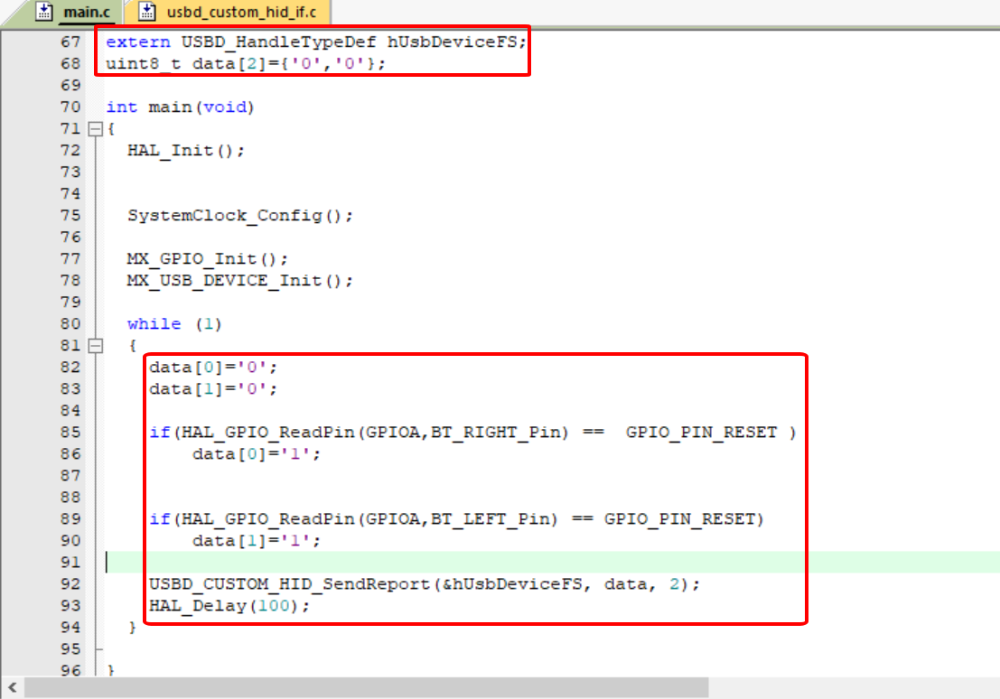 main.c usbd_custom_hid_if.c
67 extern USBD_HandleTypeDef hUsbDeviceFS;
68 uint8_t data[2]={'0','0'};
69
70 int main(void)
71 {
72 HAL_Init();
73
74
75 SystemClock_Config();
76
77 MX_GPIO_Init();
78 MX_USB_DEVICE_Init();
79
80 while (1)
81 {
82 data[0]='0';
83 data[1]='0';
84
85 if(HAL_GPIO_ReadPin(GPIOA,BT_RIGHT_Pin) ==  GPIO_PIN_RESET )
86 data[0]='1';
87
88
89 if(HAL_GPIO_ReadPin(GPIOA,BT_LEFT_Pin) == GPIO_PIN_RESET)
90 data[1]='1';
91
92 USBD_CUSTOM_HID_SendReport(&hUsbDeviceFS, data, 2);
93 HAL_Delay(100);
94 }
95
96 }